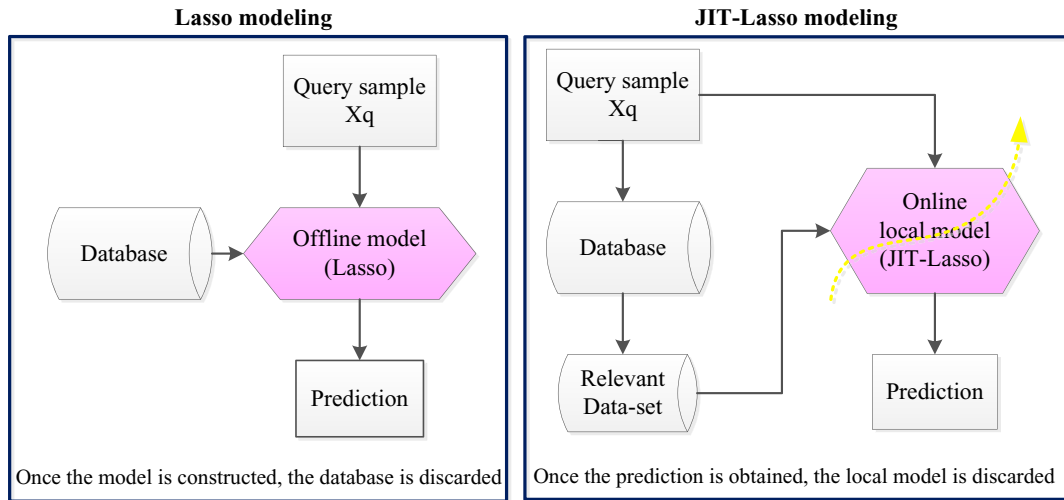 Lasso modeling
Query sample
Xq
Database
Offline model
(Lasso)
Prediction
Once the model is constructed, the database is discarded
JIT-Lasso modeling
Query sample
Xq
Database
Relevant
Data-set
Online
local model
(JIT-Lasso)
Prediction
Once the prediction is obtained, the local model is discarded